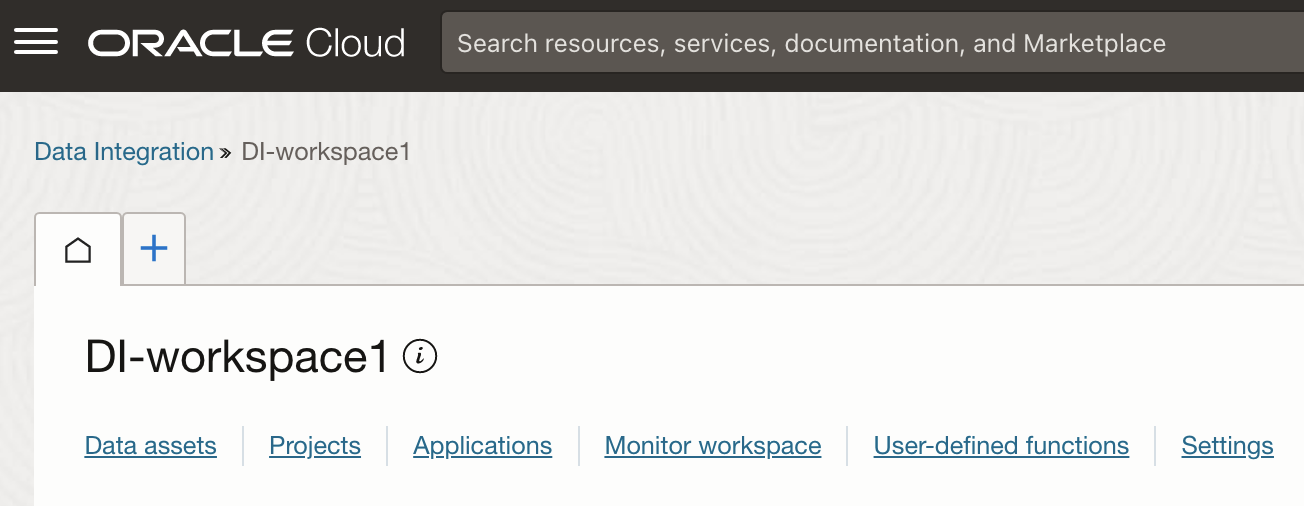 ORACLE Cloud
Search resources, services, documentation, and Marketplace
Data Integration » DI-workspace1
DI-workspace1
Data assets
Projects
Applications
Monitor workspace
User-defined functions
Settings